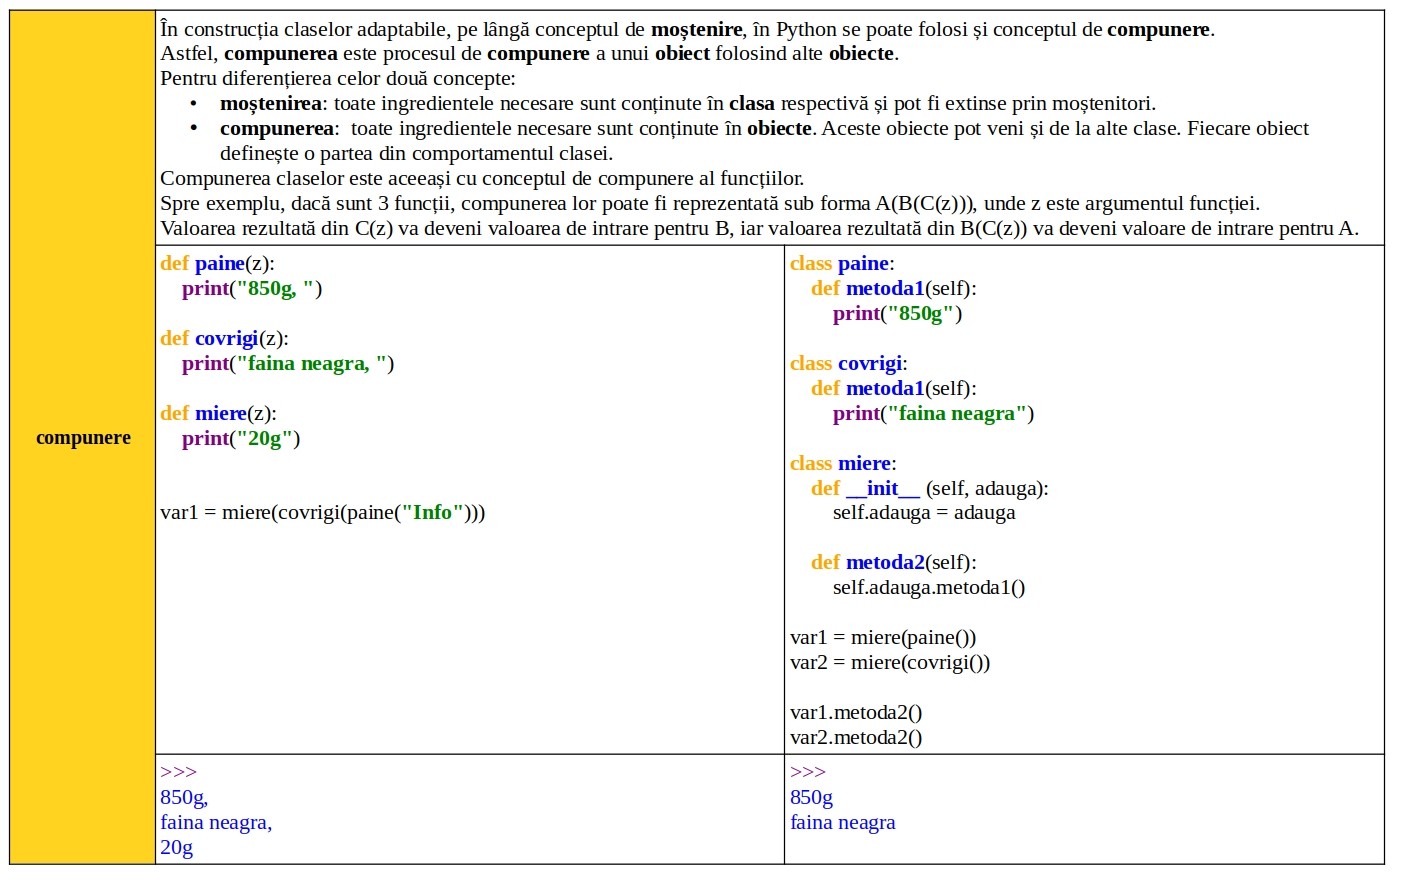 compunere
În construcția claselor adaptabile, pe lângă conceptul de moștenire, în Python se poate folosi și conceptul de compunere.
Astfel, compunerea este procesul de compunere a unui obiect folosind alte obiecte.
Pentru diferențierea celor două concepte:
• moștenirea: toate ingredientele necesare sunt conținute în clasa respectivă și pot fi extinse prin moștenitori.
• compunerea: toate ingredientele necesare sunt conținute în obiecte. Aceste obiecte pot veni și de la alte clase. Fiecare obiect
definește o partea din comportamentul clasei.
Compunerea claselor este aceeași cu conceptul de compunere al funcțiilor.
Spre exemplu, dacă sunt 3 funcții, compunerea lor poate fi reprezentată sub forma A(B(C(z))), unde z este argumentul funcției.
Valoarea rezultată din C(z) va deveni valoarea de intrare pentru B, iar valoarea rezultată din B(C(z)) va deveni valoare de intrare pentru A.
def paine(z):
    print("850g, ")
def covrigi(z):
    print("faina neagra, ")
def miere(z):
    print("20g")
var1 = miere(covrigi(paine("Info")))
class paine:
    def metoda1(self):
        print("850g")
class covrigi:
    def metoda1(self):
        print("faina neagra")
class miere:
    def __init__ (self, adauga):
        self.adauga = adauga
    def metoda2(self):
        self.adauga.metoda1()
var1 = miere(paine())
var2 = miere(covrigi())
var1.metoda2()
var2.metoda2()
>>>
850g,
faina neagra,
20g
>>>
850g
faina neagra